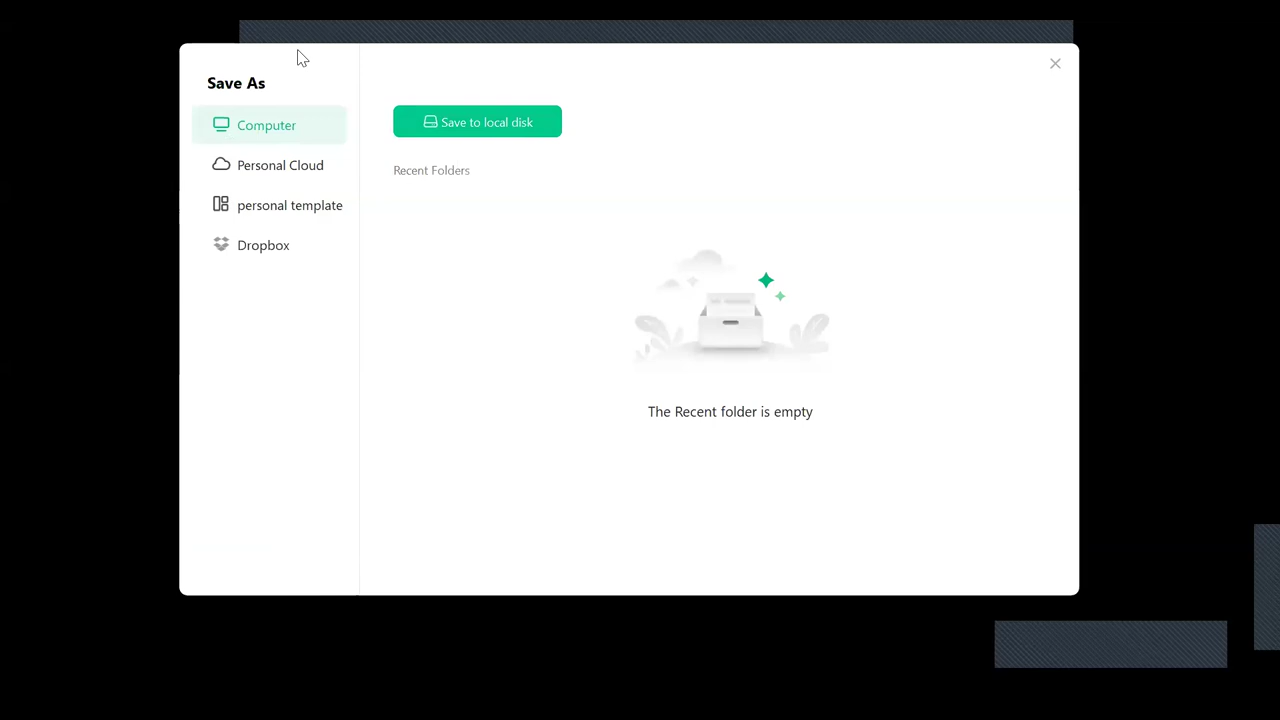 Save As
Computer
Personal Cloud
personal template
Dropbox
Save to local disk
Recent Folders
The Recent folder is empty